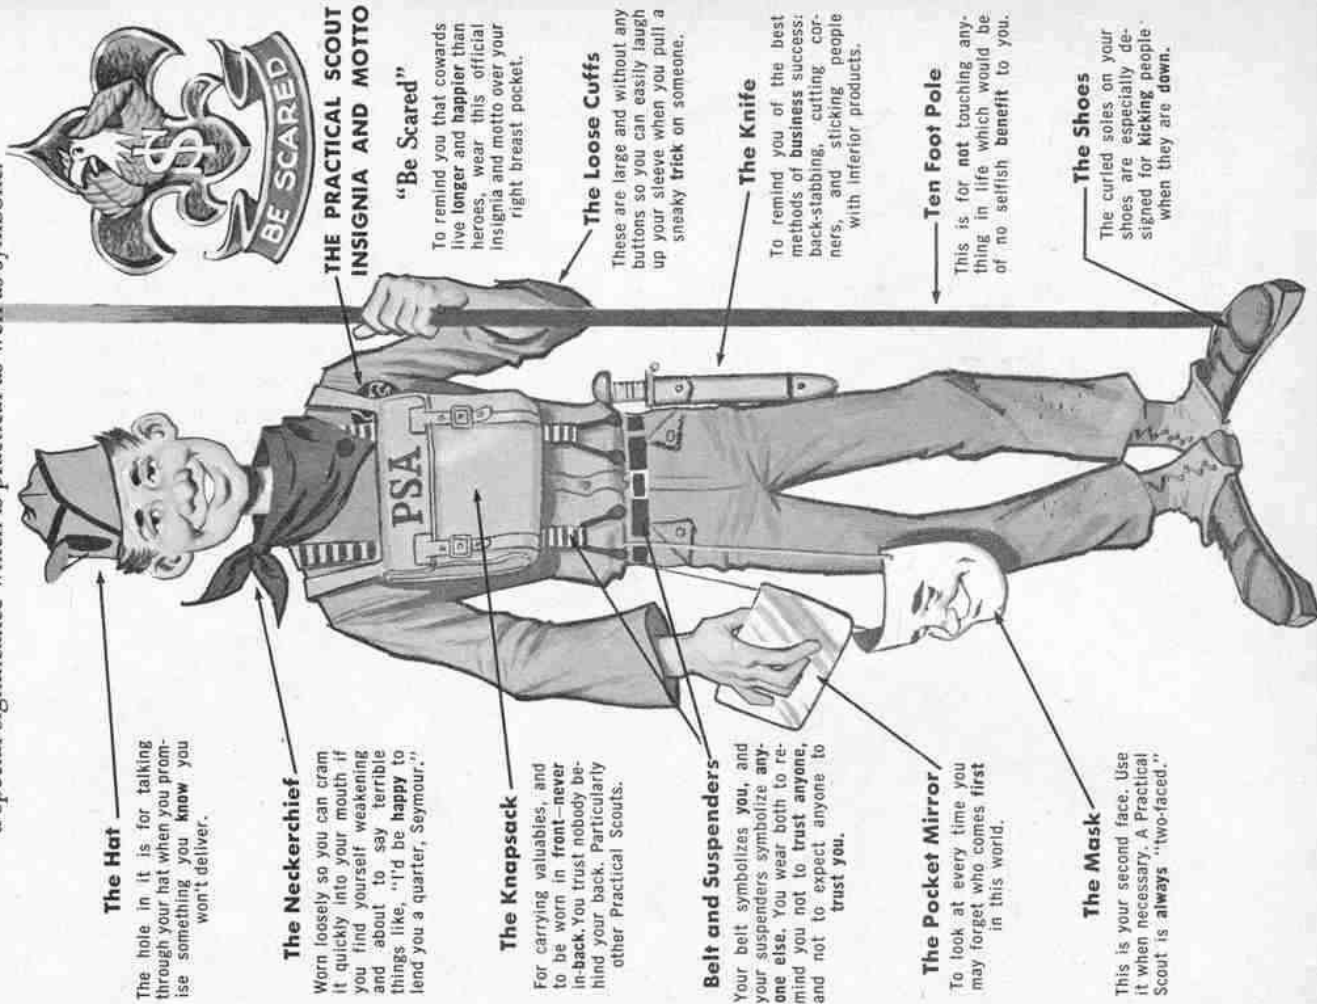 BE SCARED
THE PRACTICAL SCOUT
INSIGNIA AND MOTTO
"Be Scared"
To remind you that cowards
live longer and happier than
heroes, wear this official
insignia and motto over your
right breast pocket.
The Loose Cuffs
These are large and without any
buttons so you can easily laugh
up your sleeve when you pull a
sneaky trick on someone.
The Knife
To remind you of the best
methods of business success:
back-stabbing, cutting cor-
ners, and sticking people
with inferior products.
Ten Foot Pole
This is for not touching any-
thing in life which would be
of no selfish benefit to you.
The Shoes
The curled soles on your
shoes are especially de-
signed for kicking people
when they are down.
PSA
The Hat
The hole in it is for talking
through your hat when you prom-
ise something you know you
won't deliver.
The Neckerchief
Worn loosely so you can cram
it quickly into your mouth if
you find yourself weakening
and about to say terrible
things like, "I'd be happy to
lend you a quarter, Seymour."
The Knapsack
For carrying valuables, and
to be worn in front—never
in-back. You trust nobody be-
hind your back. Particularly
other Practical Scouts.
Belt and Suspenders
Your belt symbolizes you, and
your suspenders symbolize any-
one else. You wear both to re-
mind you not to trust anyone,
and not to expect anyone to
trust you.
The Pocket Mirror
To look at every time you
may forget who comes first
in this world.
The Mask
This is your second face. Use
it when necessary. A Practical
Scout is always "two-faced."